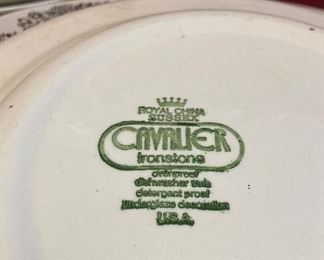 ROYAL CHINA
SUSSEX
CAVALIER
Ironstone
ovenproof
dishwasher safe
detergent proof
underglaze decoration
U.S.A.